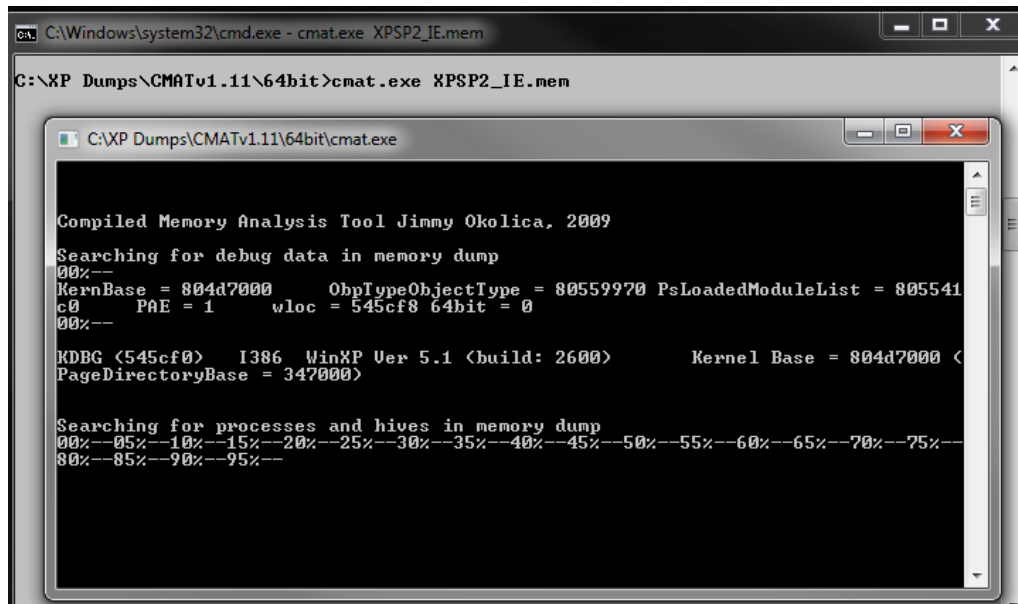 C:\Windows\system32\cmd.exe - cmat.exe XPSP2_IE.mem
C:\XP Dumps\CMATv1.11\64bit>cmat.exe XPSP2_IE.mem
C:\XP Dumps\CMATv1.11\64bit\cmat.exe
Compiled Memory Analysis Tool Jimmy Okolica, 2009
Searching for debug data in memory dump
00%--
KernBase = 804d7000 ObpTypeObjectType = 80559970 PsLoadedModuleList = 805541
c0 PAE = 1 wloc = 545cf8 64bit = 0
00%--
KDBG (545cf0) I386 WinXP Ver 5.1 (build: 2600) Kernel Base = 804d7000 (
PageDirectoryBase = 347000)
Searching for processes and hives in memory dump
00%--05%--10%--15%--20%--25%--30%--35%--40%--45%--50%--55%--60%--65%--70%--75%--
80%--85%--90%--95%--